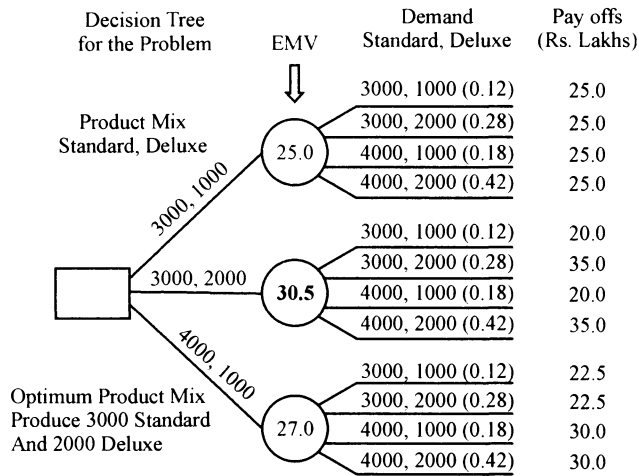 Decision Tree
for the Problem
EMV
Demand
Standard, Deluxe
Pay offs
(Rs. Lakhs)
Product Mix
Standard, Deluxe
3000, 1000
25.0
3000, 1000 (0.12) 25.0
3000, 2000 (0.28) 25.0
4000, 1000 (0.18) 25.0
4000, 2000 (0.42) 25.0
3000, 2000
30.5
3000, 1000 (0.12) 20.0
3000, 2000 (0.28) 35.0
4000, 1000 (0.18) 20.0
4000, 2000 (0.42) 35.0
4000, 1000
27.0
3000, 1000 (0.12) 22.5
3000, 2000 (0.28) 22.5
4000, 1000 (0.18) 30.0
4000, 2000 (0.42) 30.0
Optimum Product Mix
Produce 3000 Standard
And 2000 Deluxe